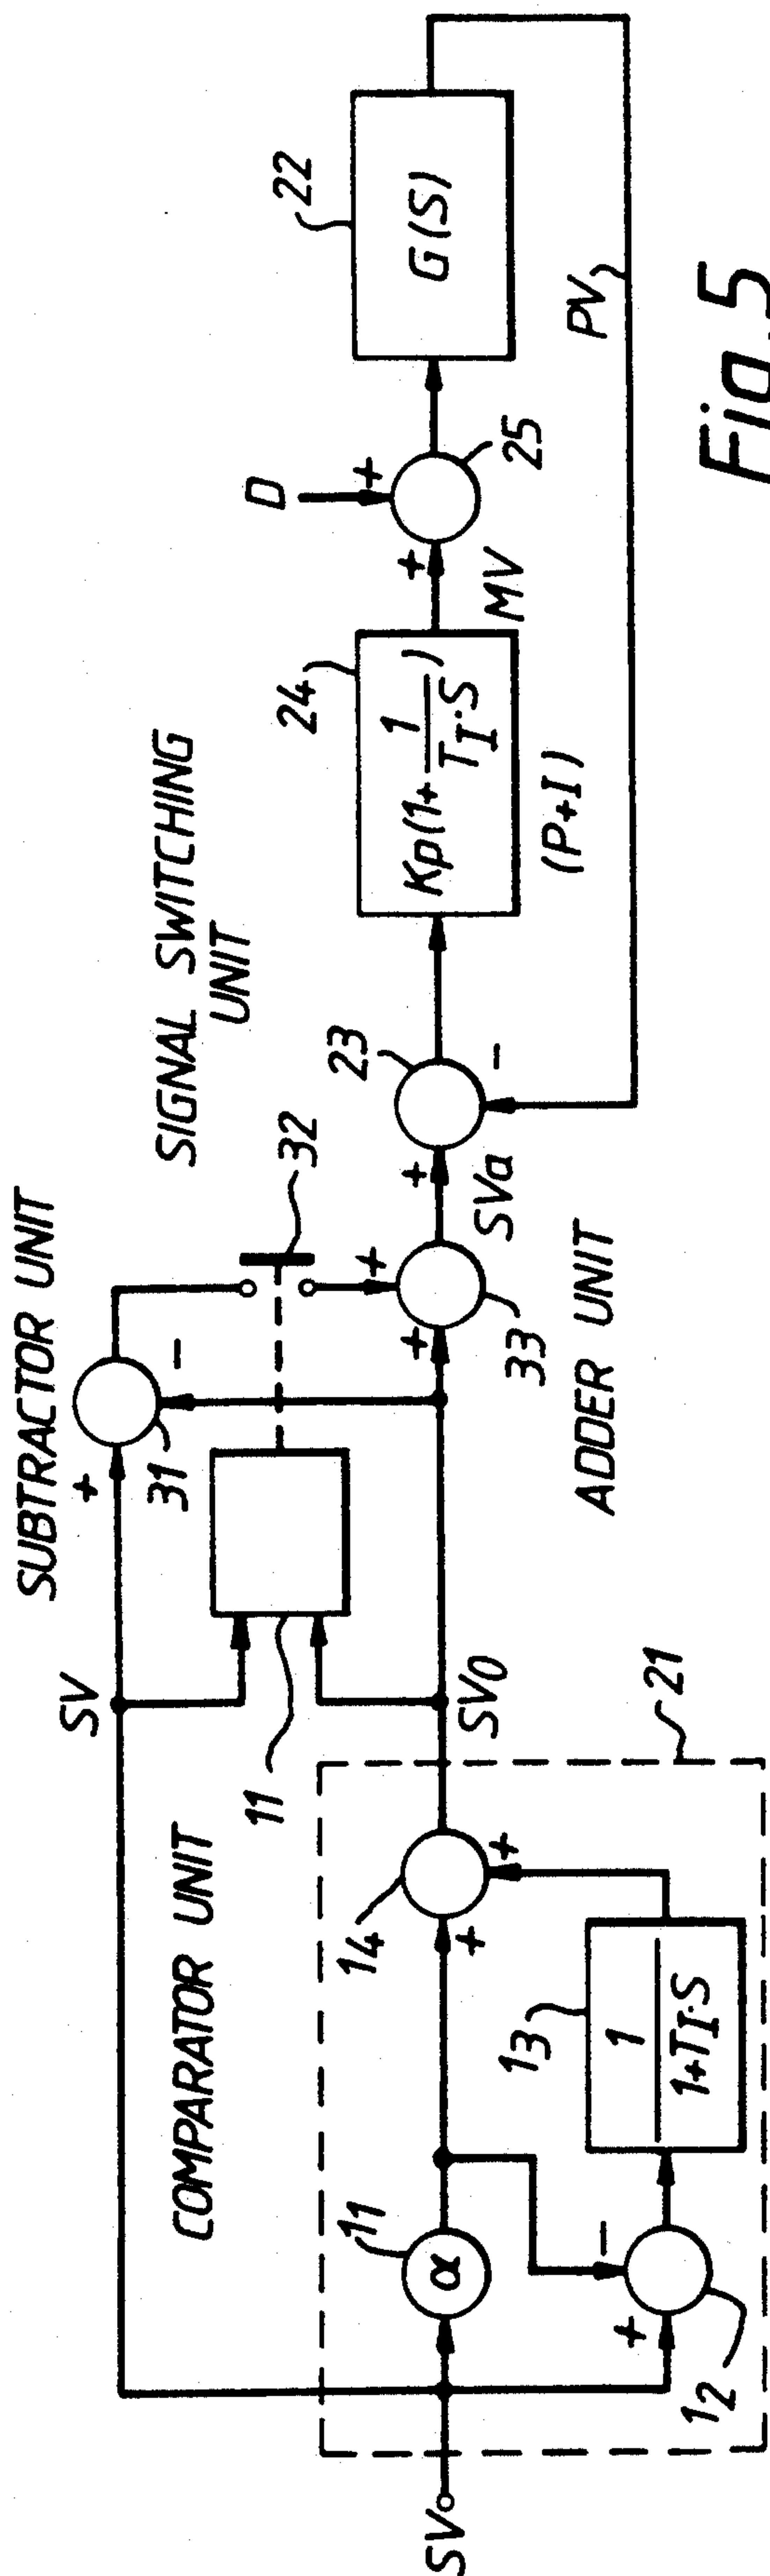 SUBTRACTOR UNIT
SIGNAL SWITCHING
UNIT
COMPARATOR UNIT
ADDER UNIT
SV
SV
SV0
SVa
+
-
31
11
32
+
+
33
+
-
23
24
Kp(1+ 1/TI·S)
(P+I)
MV
D
+
+
25
22
G(S)
PV
α
11
+
-
12
13
1/1+TI·S
14
+
+
21
Fig.5